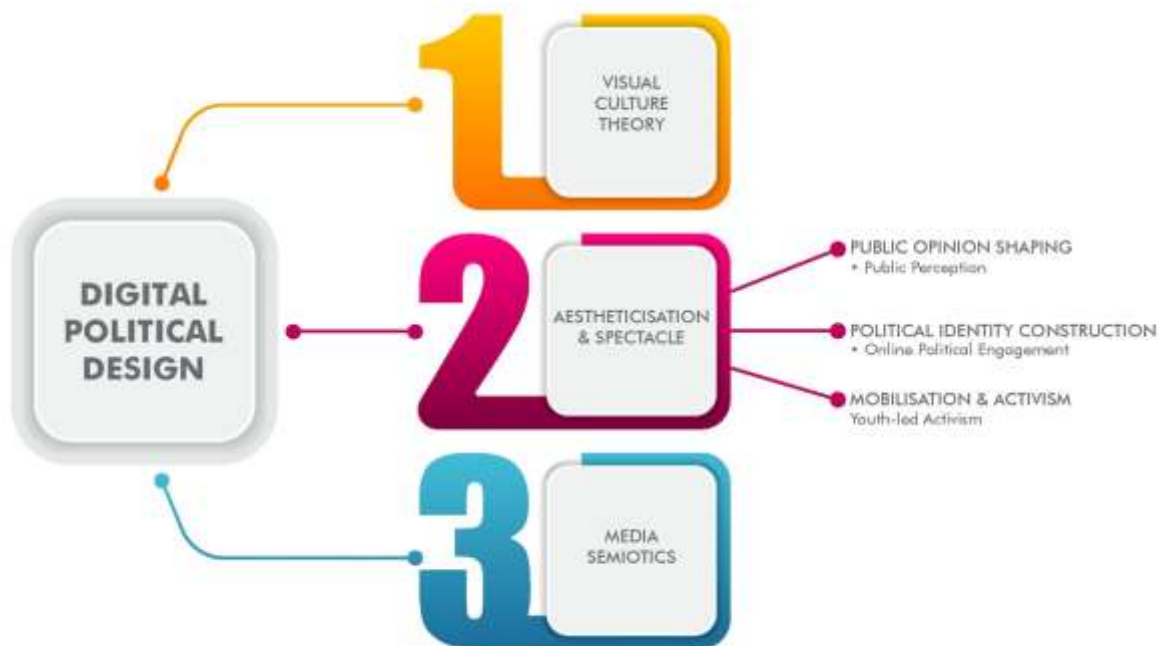 DIGITAL
POLITICAL
DESIGN
1
VISUAL
CULTURE
THEORY
2
AESTHETICISATION
& SPECTACLE
PUBLIC OPINION SHAPING
• Public Perception
POLITICAL IDENTITY CONSTRUCTION
• Online Political Engagement
MOBILISATION & ACTIVISM
Youth-led Activism
3
MEDIA
SEMIOTICS